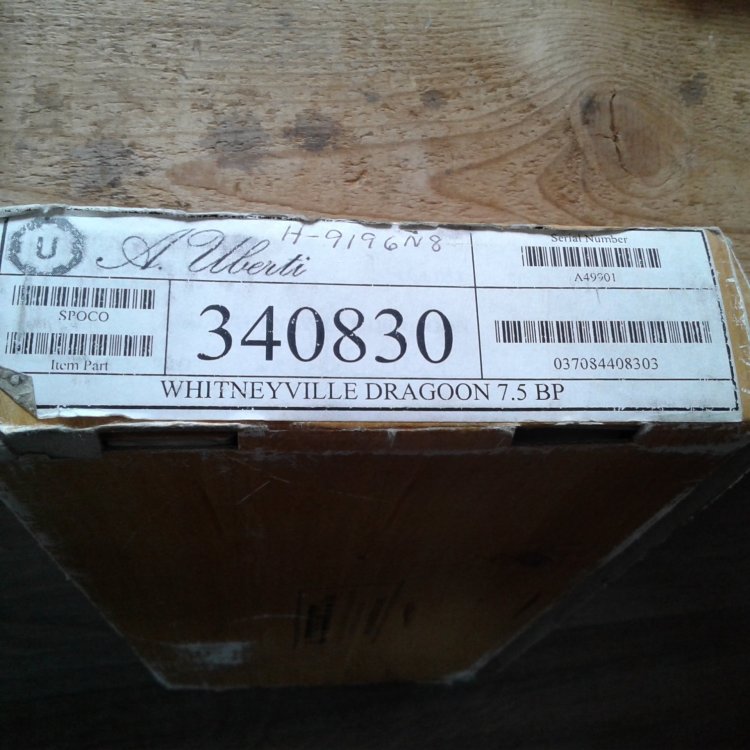 U
A. Uberti
H-9196N8
Serial Number
A49901
SPOCO
Item Part
340830
037084408303
WHITNEYVILLE DRAGOON 7.5 BP